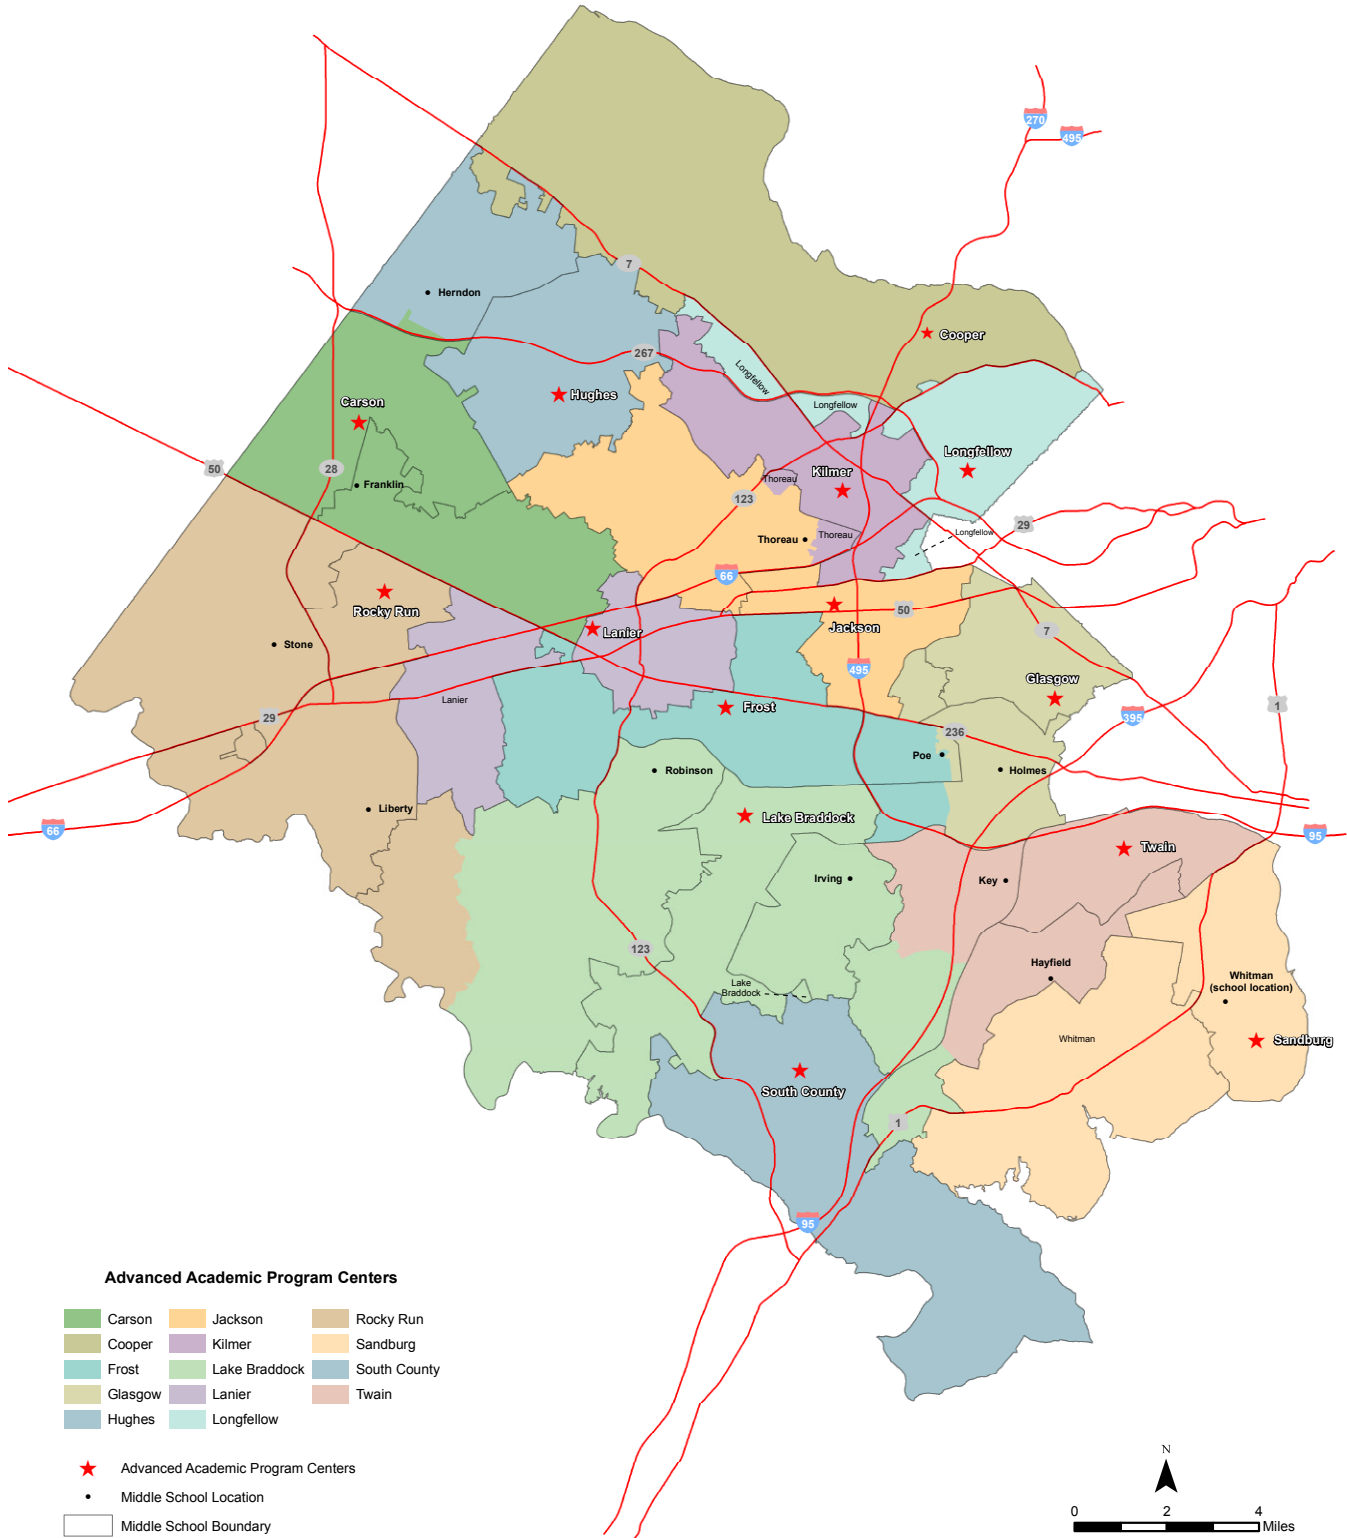 270
495
7
Herndon
Cooper
267
Longfellow
Hughes
Carson
Longfellow
Longfellow
50
28
Kilmer
Thoreau
Franklin
123
29
Longfellow
Thoreau
Thoreau
66
Rocky Run
50
Jackson
7
Lanier
Stone
495
Glasgow
Lanier
Frost
1
395
29
236
Poe
Robinson
Holmes
Liberty
Lake Braddock
66
95
Twain
Irving
Key
123
Hayfield
Whitman
(school location)
Lake
Braddock
Whitman
Sandburg
South County
1
95
Advanced Academic Program Centers
Carson
Jackson
Rocky Run
Cooper
Kilmer
Sandburg
Frost
Lake Braddock
South County
Glasgow
Lanier
Twain
Hughes
Longfellow
Advanced Academic Program Centers
Middle School Location
Middle School Boundary
N
0 2 4
Miles